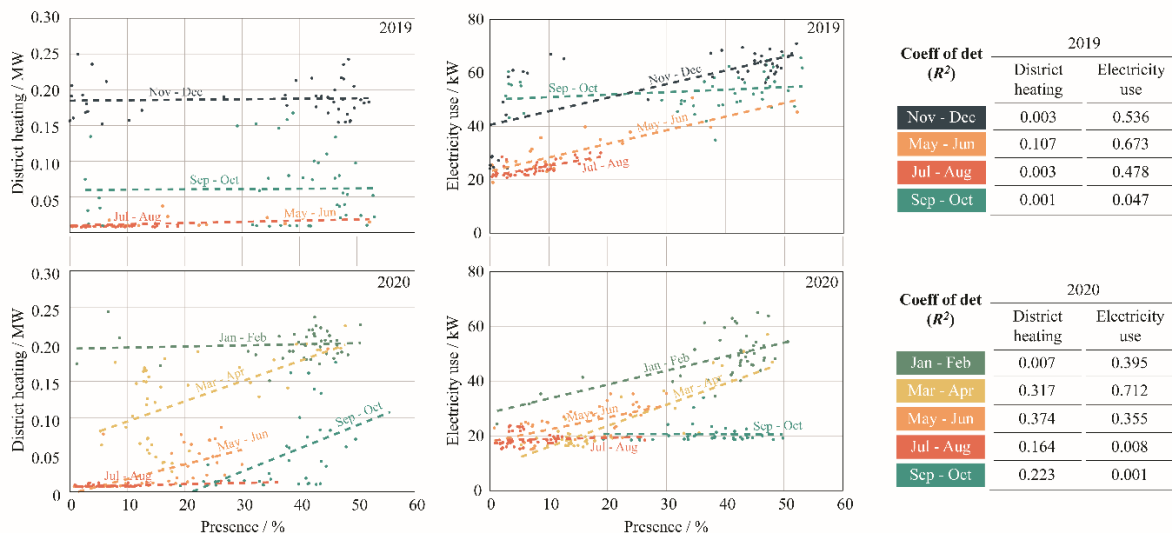 District heating / MW
0.30
0.25
0.20
0.15
0.10
0.05
0
2019
Nov - Dec
Sep - Oct
Jul - Aug
May - Jun
Electricity use / kW
80
60
40
20
0
2019
Nov - Dec
Sep - Oct
May - Jun
Jul - Aug
Coeff of det
(R²)
2019
District
heating
Electricity
use
Nov - Dec 0.003 0.536
May - Jun 0.107 0.673
Jul - Aug 0.003 0.478
Sep - Oct 0.001 0.047
District heating / MW
0.30
0.25
0.20
0.15
0.10
0.05
0
2020
Jan - Feb
Mar - Apr
Sep - Oct
May - Jun
Jul - Aug
0 10 20 30 40 50 60
Presence / %
Electricity use / kW
80
60
40
20
0
2020
Jan - Feb
Mar - Apr
May - Jun
Sep - Oct
Jul - Aug
0 10 20 30 40 50 60
Presence / %
Coeff of det
(R²)
2020
District
heating
Electricity
use
Jan - Feb 0.007 0.395
Mar - Apr 0.317 0.712
May - Jun 0.374 0.355
Jul - Aug 0.164 0.008
Sep - Oct 0.223 0.001